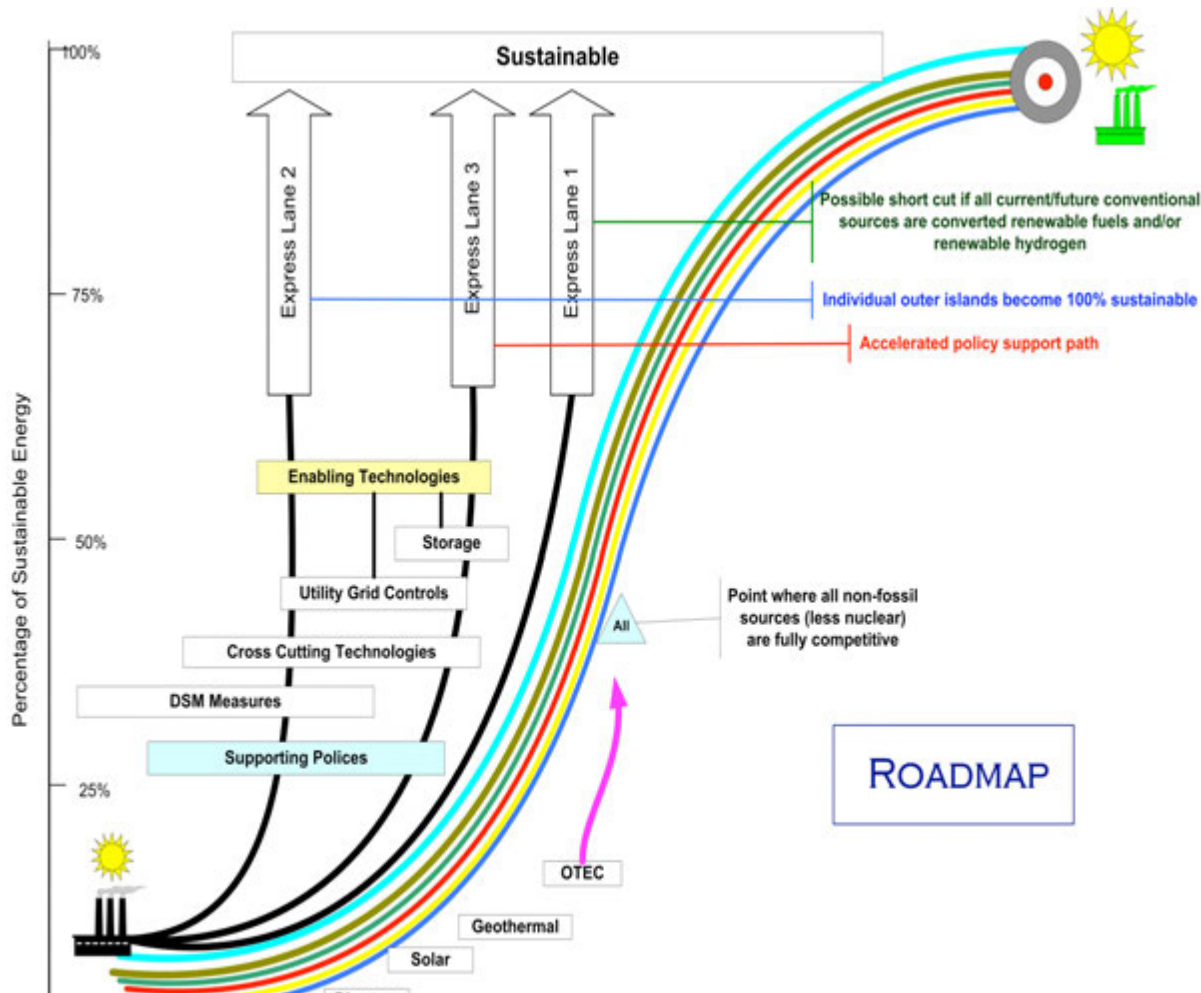 100%
Sustainable
Express Lane 2
Express Lane 3
Express Lane 1
Possible short cut if all current/future conventional
sources are converted renewable fuels and/or
renewable hydrogen
75%
Individual outer islands become 100% sustainable
Accelerated policy support path
Percentage of Sustainable Energy
Enabling Technologies
50%
Storage
Utility Grid Controls
Point where all non-fossil
sources (less nuclear)
are fully competitive
All
Cross Cutting Technologies
DSM Measures
Supporting Polices
ROADMAP
25%
OTEC
Geothermal
Solar